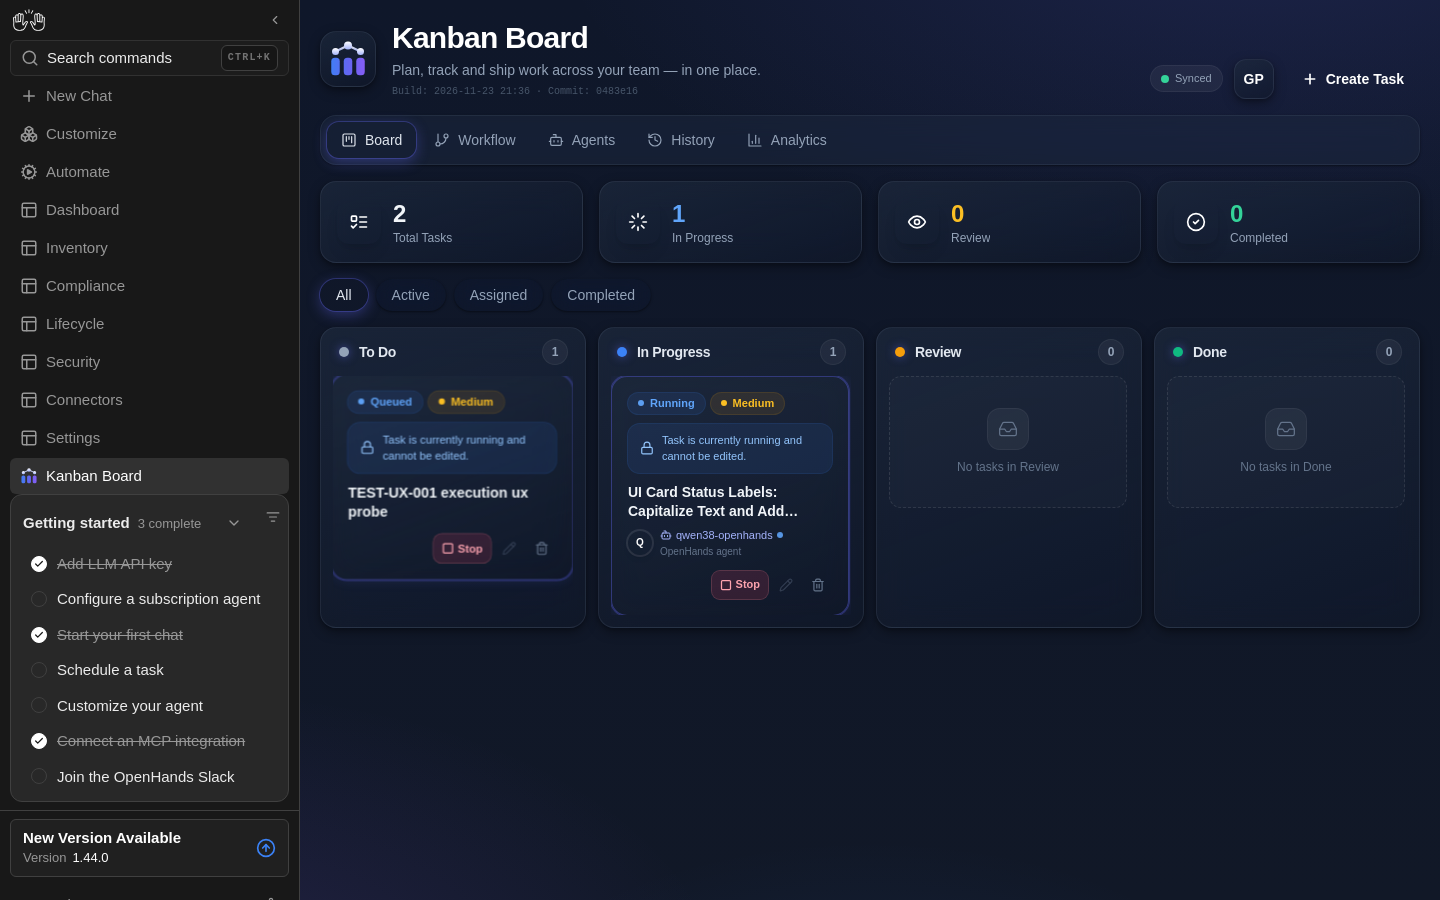 Search commands
CTRL+K
New Chat
Customize
Automate
Dashboard
Inventory
Compliance
Lifecycle
Security
Connectors
Settings
Kanban Board
Getting started 3 complete
Add LLM API key
Configure a subscription agent
Start your first chat
Schedule a task
Customize your agent
Connect an MCP integration
Join the OpenHands Slack
New Version Available
Version 1.44.0
Kanban Board
Plan, track and ship work across your team — in one place.
Build: 2026-11-23 21:36 · Commit: 0483e16
Synced
GP
Create Task
Board
Workflow
Agents
History
Analytics
2
Total Tasks
1
In Progress
0
Review
0
Completed
All
Active
Assigned
Completed
To Do
1
Queued
Medium
Task is currently running and
cannot be edited.
TEST-UX-001 execution ux
probe
Stop
In Progress
1
Running
Medium
Task is currently running and
cannot be edited.
UI Card Status Labels:
Capitalize Text and Add…
Q
qwen38-openhands
OpenHands agent
Stop
Review
0
No tasks in Review
Done
0
No tasks in Done